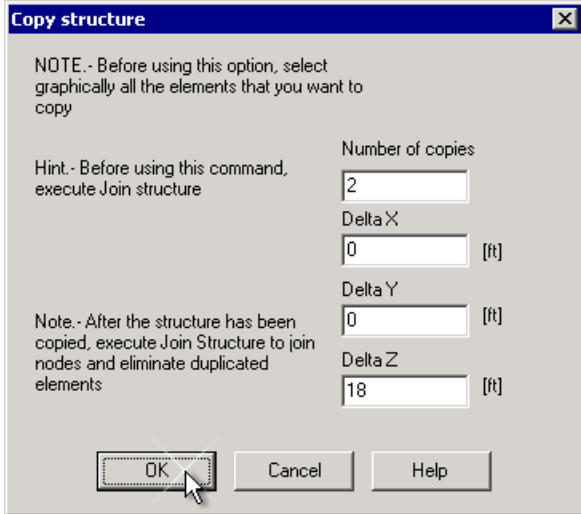 Copy structure
NOTE.- Before using this option, select
graphically all the elements that you want to
copy
Hint.- Before using this command,
execute Join structure
Number of copies
2
Delta X
0
[ft]
Delta Y
0
[ft]
Note.- After the structure has been
copied, execute Join Structure to join
nodes and eliminate duplicated
elements
Delta Z
18
[ft]
OK
Cancel
Help